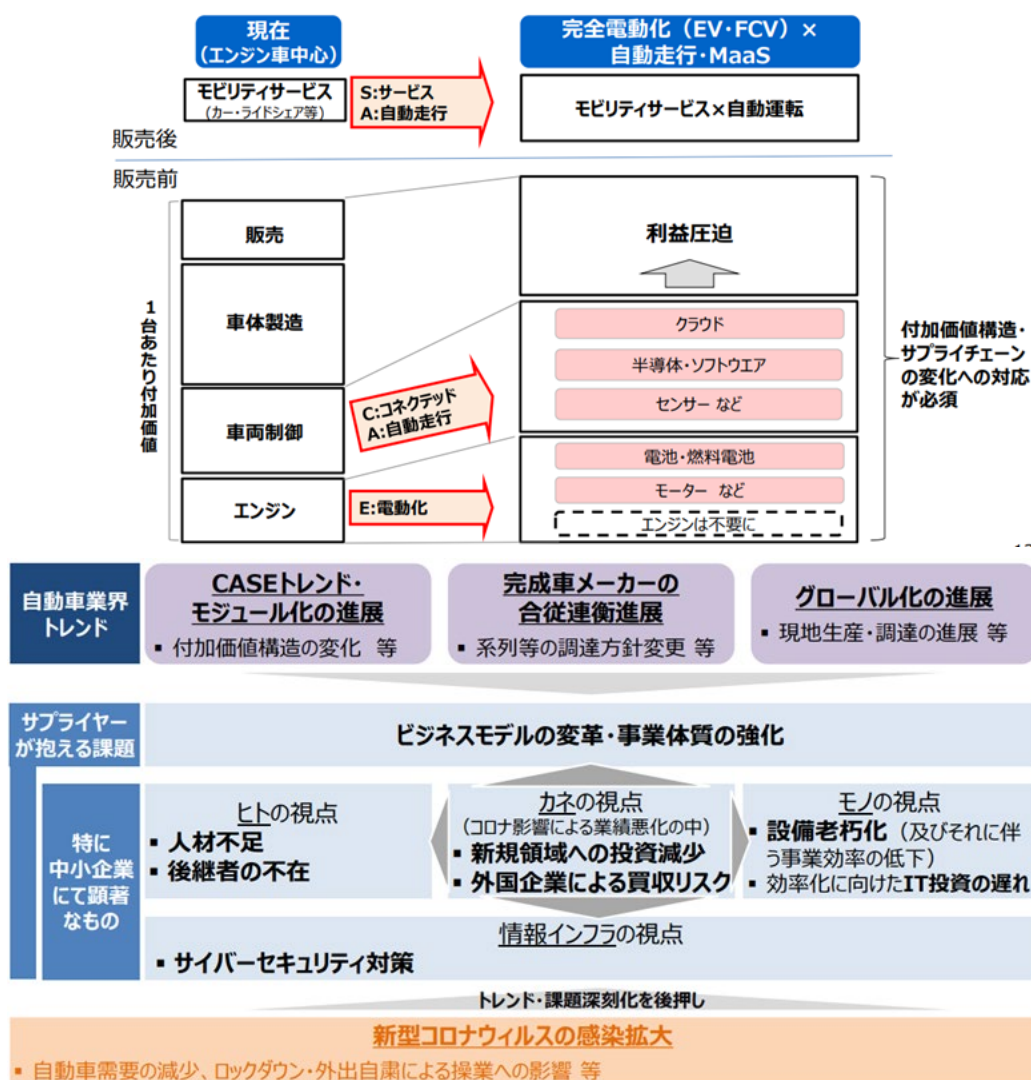 現在
(エンジン車中心)
完全電動化（EV・FCV）×
自動走行・MaaS
モビリティサービス
(カー・ライドシェア等)
S:サービス
A:自動走行
モビリティサービス×自動運転
販売後
販売前
1台あたり付加価値
販売
車体製造
車両制御
エンジン
C:コネクテッド
A:自動走行
E:電動化
利益圧迫
クラウド
半導体・ソフトウエア
センサー など
電池・燃料電池
モーター など
エンジンは不要に
付加価値構造・
サプライチェーン
の変化への対応
が必須
自動車業界
トレンド
CASEトレンド・
モジュール化の進展
▪ 付加価値構造の変化 等
完成車メーカーの
合従連衡進展
▪ 系列等の調達方針変更 等
グローバル化の進展
▪ 現地生産・調達の進展 等
サプライヤー
が抱える課題
ビジネスモデルの変革・事業体質の強化
特に
中小企業
にて顕著
なもの
ヒトの視点
▪ 人材不足
▪ 後継者の不在
カネの視点
(コロナ影響による業績悪化の中)
▪ 新規領域への投資減少
▪ 外国企業による買収リスク
モノの視点
▪ 設備老朽化（及びそれに伴
う事業効率の低下）
▪ 効率化に向けたIT投資の遅れ
情報インフラの視点
▪ サイバーセキュリティ対策
トレンド・課題深刻化を後押し
新型コロナウィルスの感染拡大
▪ 自動車需要の減少、ロックダウン・外出自粛による操業への影響 等